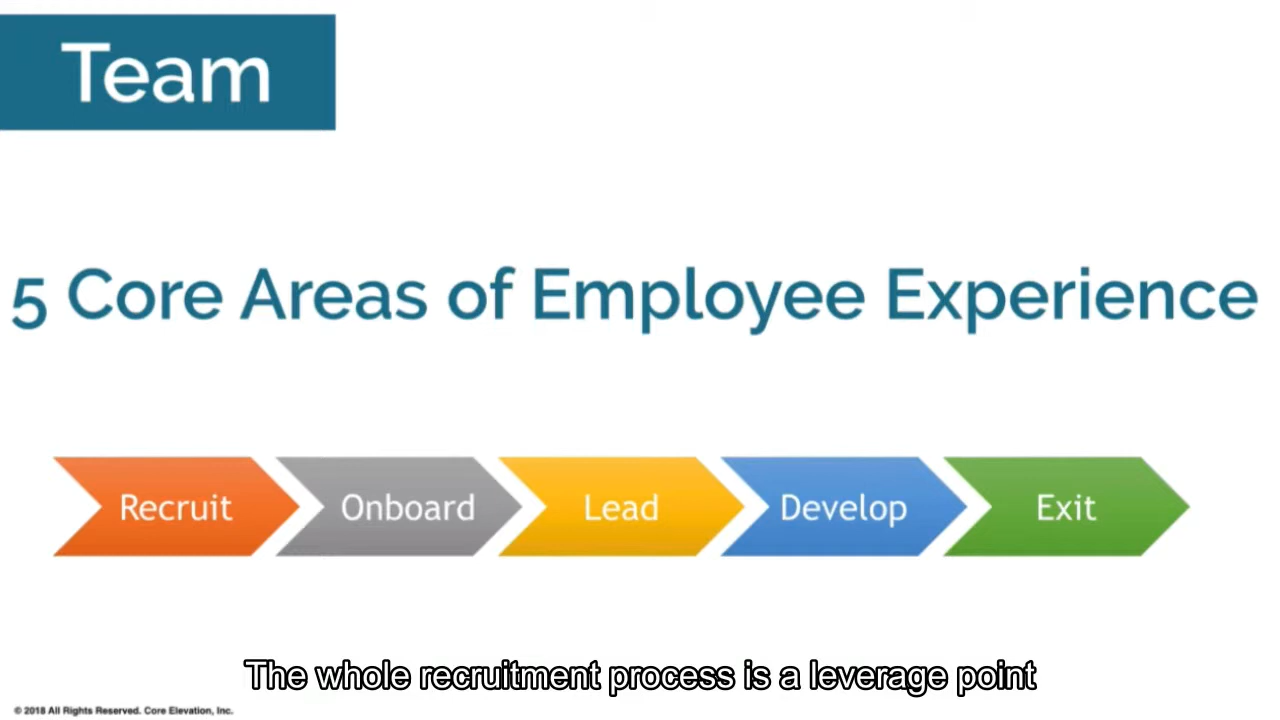 Team
5 Core Areas of Employee Experience
Recruit
Onboard
Lead
Develop
Exit
The whole recruitment process is a leverage point
© 2018 All Rights Reserved. Core Elevation, Inc.